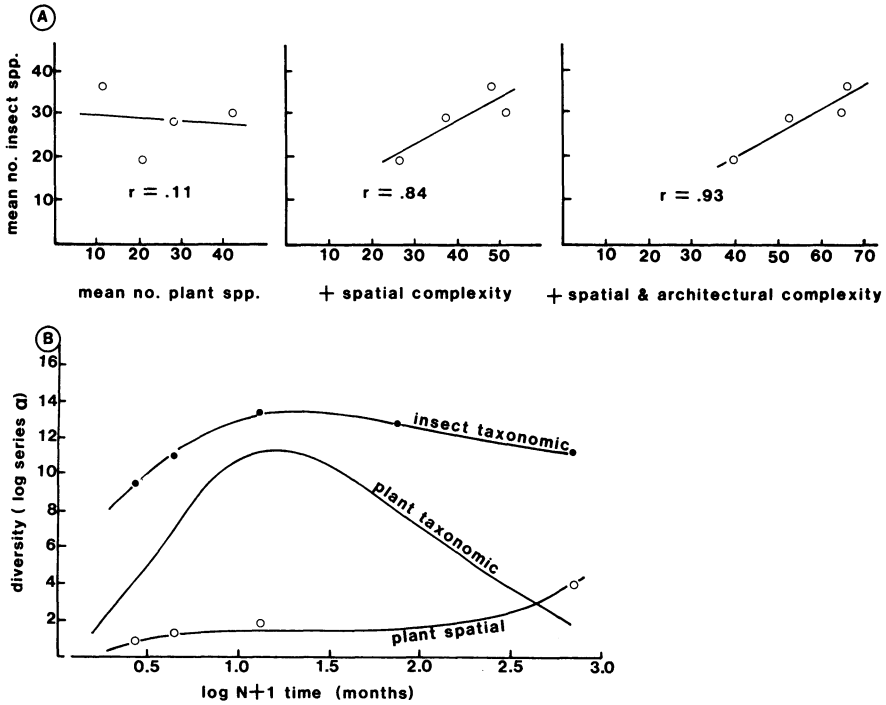 A
mean no. insect spp.
40
30
20
10
r = .11
10 20 30 40
mean no. plant spp.
r = .84
10 20 30 40 50
+ spatial complexity
r = .93
10 20 30 40 50 60 70
+ spatial & architectural complexity
B
diversity ( log series α)
16
14
12
10
8
6
4
2
insect taxonomic
plant taxonomic
plant spatial
0.5 1.0 1.5 2.0 2.5 3.0
log N+1 time (months)